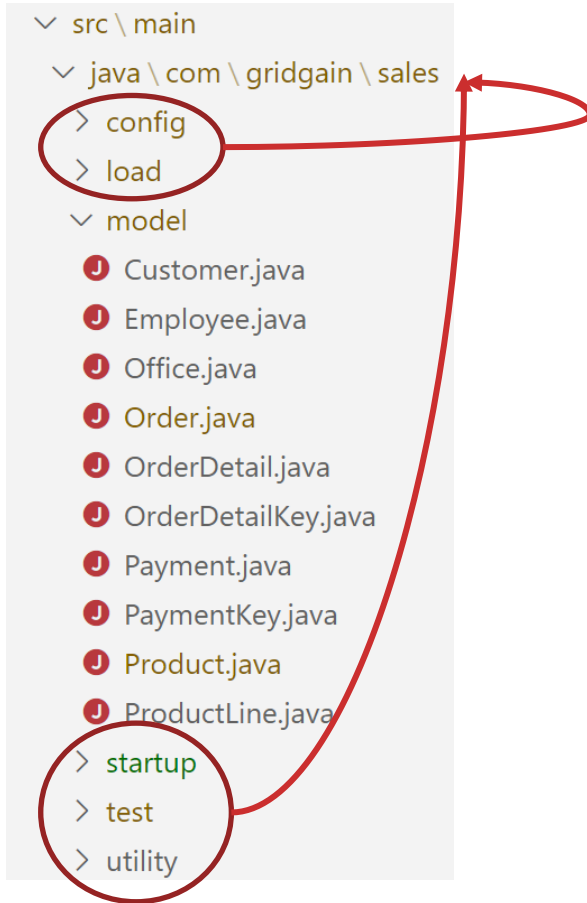 src \ main
java \ com \ gridgain \ sales
config
load
model
J Customer.java
J Employee.java
J Office.java
J Order.java
J OrderDetail.java
J OrderDetailKey.java
J Payment.java
J PaymentKey.java
J Product.java
J ProductLine.java
startup
test
utility